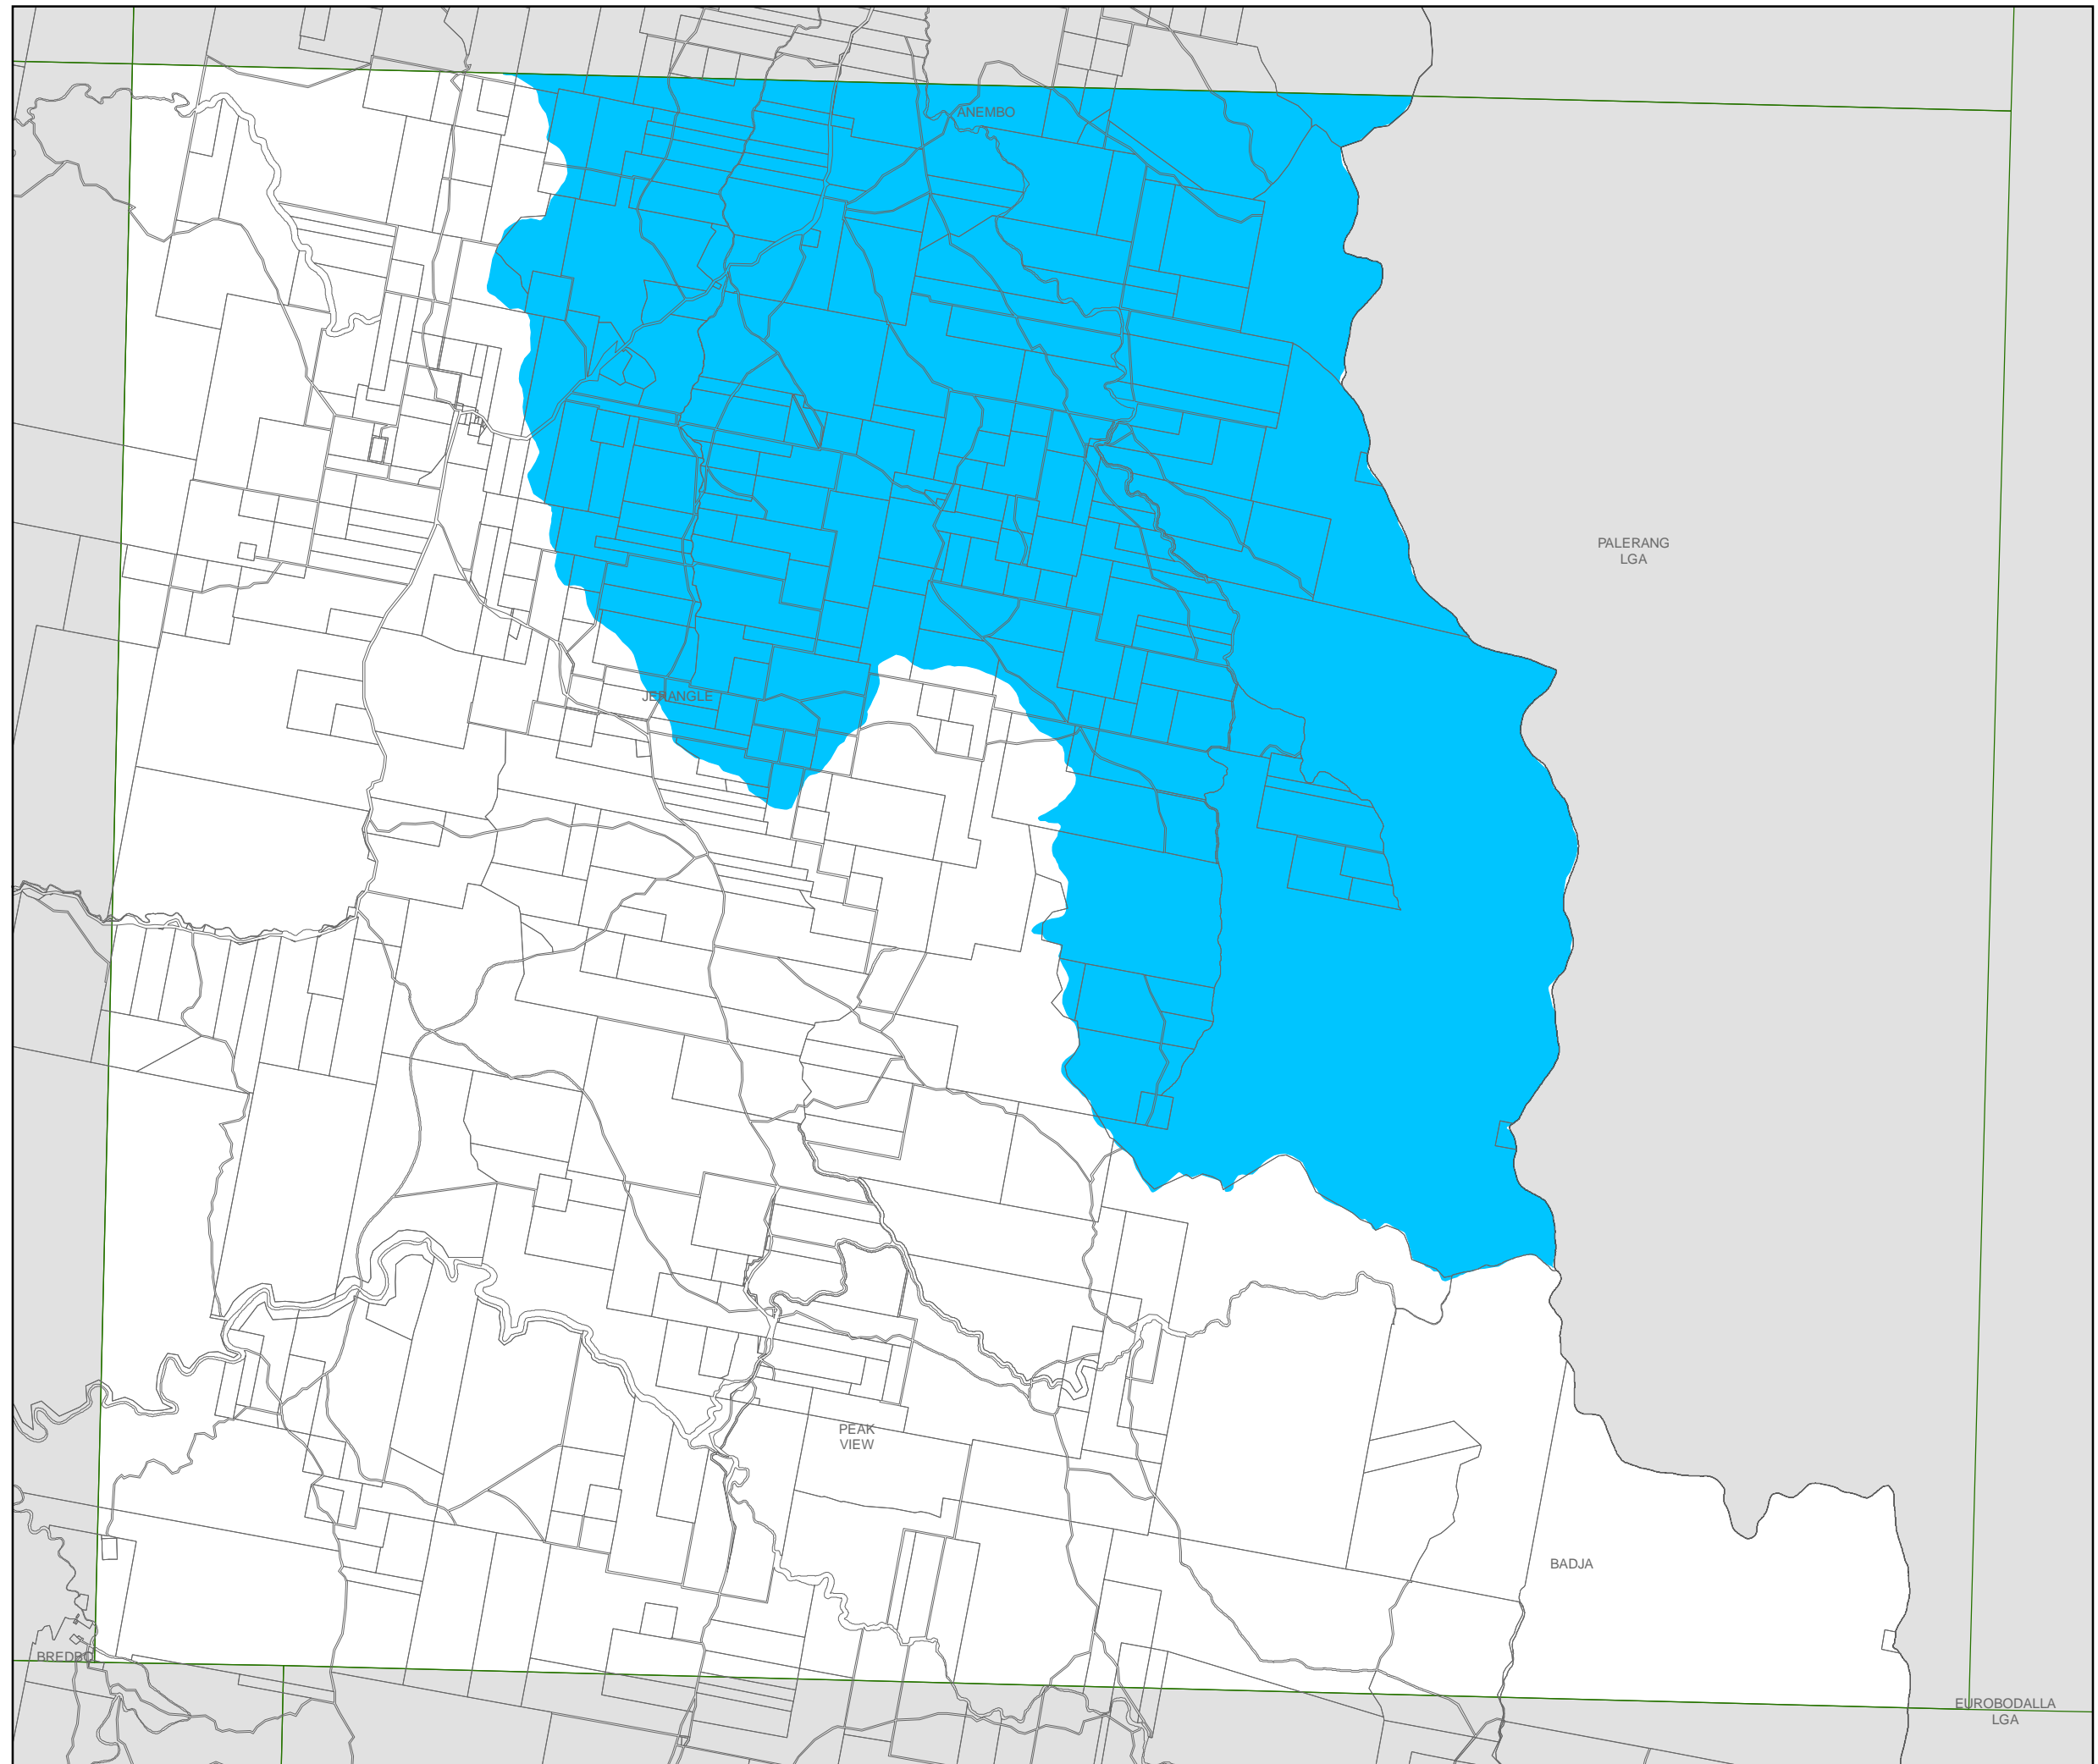 ANEMBO
PALERANG
LGA
JERANGLE
PEAK
VIEW
BADJA
BREDBO
EUROBODALLA
LGA